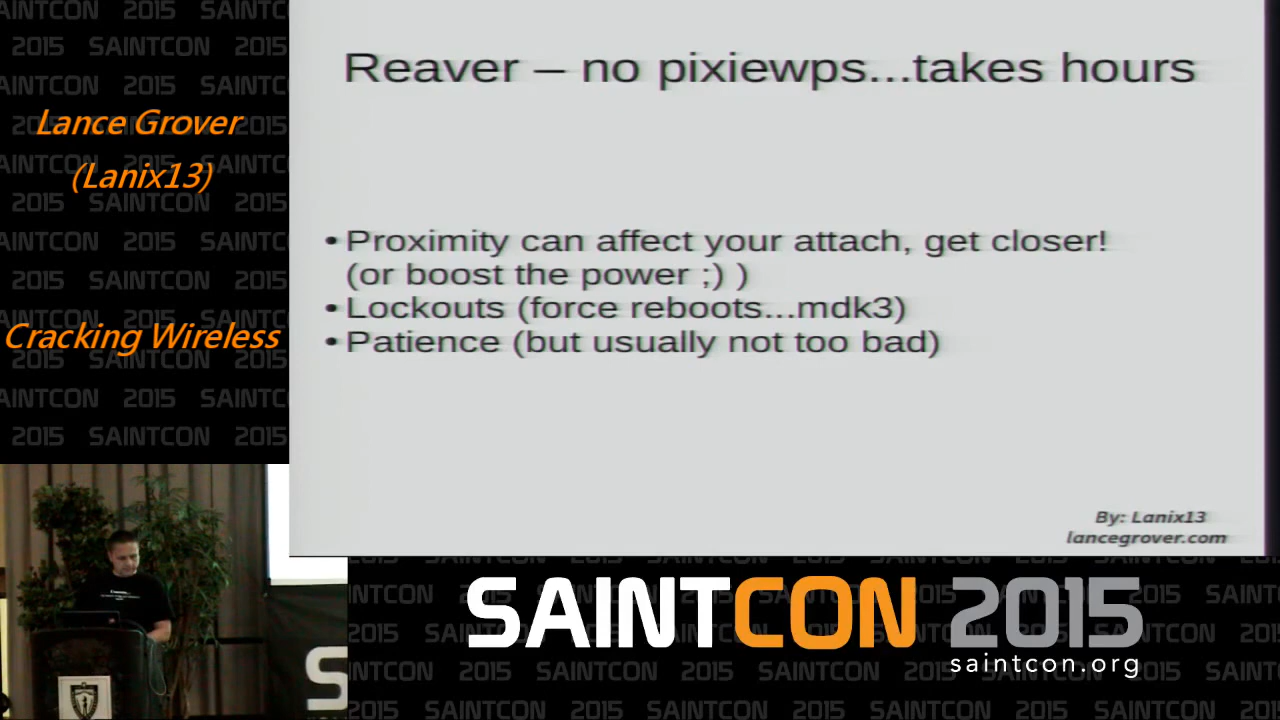 Lance Grover
(Lanix13)
Cracking Wireless
Reaver – no pixiewps...takes hours
• Proximity can affect your attach, get closer!
(or boost the power ;) )
• Lockouts (force reboots...mdk3)
• Patience (but usually not too bad)
By: Lanix13
lancegrover.com
SAINTCON 2015
saintcon.org